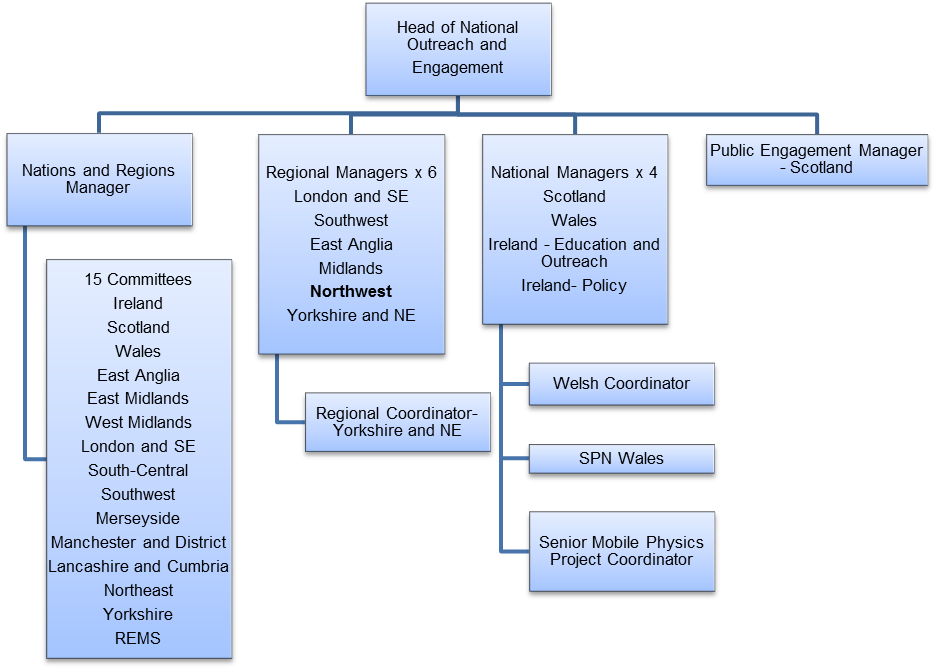 Head of National
Outreach and
Engagement
Nations and Regions
Manager
15 Committees
Ireland
Scotland
Wales
East Anglia
East Midlands
West Midlands
London and SE
South-Central
Southwest
Merseyside
Manchester and District
Lancashire and Cumbria
Northeast
Yorkshire
REMS
Regional Managers x 6
London and SE
Southwest
East Anglia
Midlands
Northwest
Yorkshire and NE
Regional Coordinator-
Yorkshire and NE
National Managers x 4
Scotland
Wales
Ireland - Education and
Outreach
Ireland- Policy
Welsh Coordinator
SPN Wales
Senior Mobile Physics
Project Coordinator
Public Engagement Manager
- Scotland